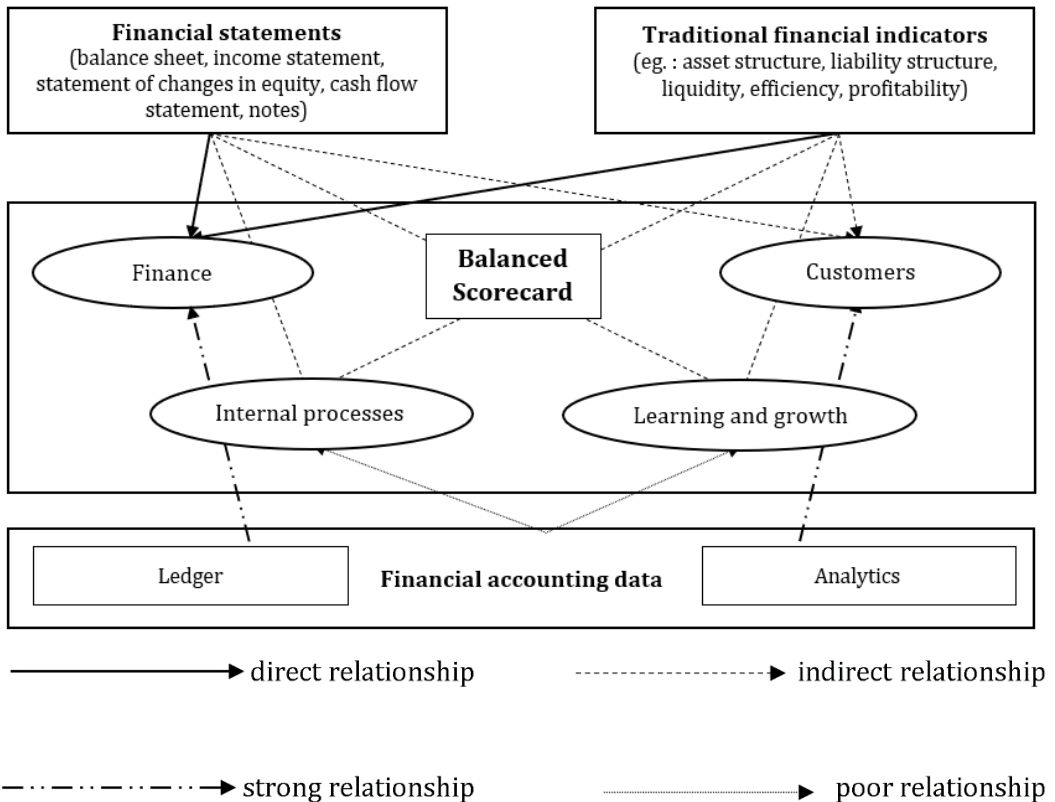 Financial statements
(balance sheet, income statement,
statement of changes in equity, cash flow
statement, notes)
Traditional financial indicators
(eg. : asset structure, liability structure,
liquidity, efficiency, profitability)
Finance
Balanced
Scorecard
Customers
Internal processes
Learning and growth
Ledger
Financial accounting data
Analytics
direct relationship
indirect relationship
strong relationship
poor relationship